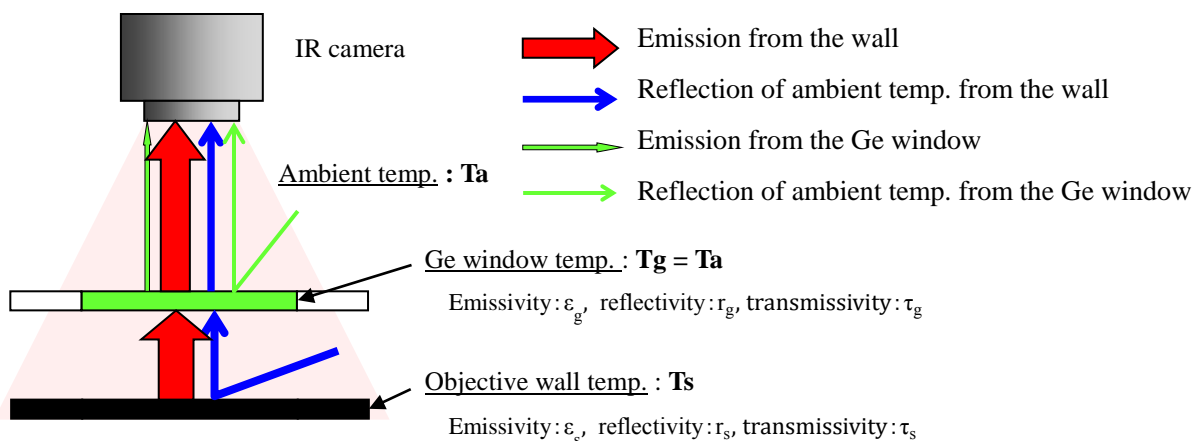 IR camera
Emission from the wall
Reflection of ambient temp. from the wall
Emission from the Ge window
Reflection of ambient temp. from the Ge window
Ambient temp. : Ta
Ge window temp. : Tg = Ta
Emissivity: εg, reflectivity: rg, transmissivity: τg
Objective wall temp. : Ts
Emissivity: εs, reflectivity: rs, transmissivity: τs